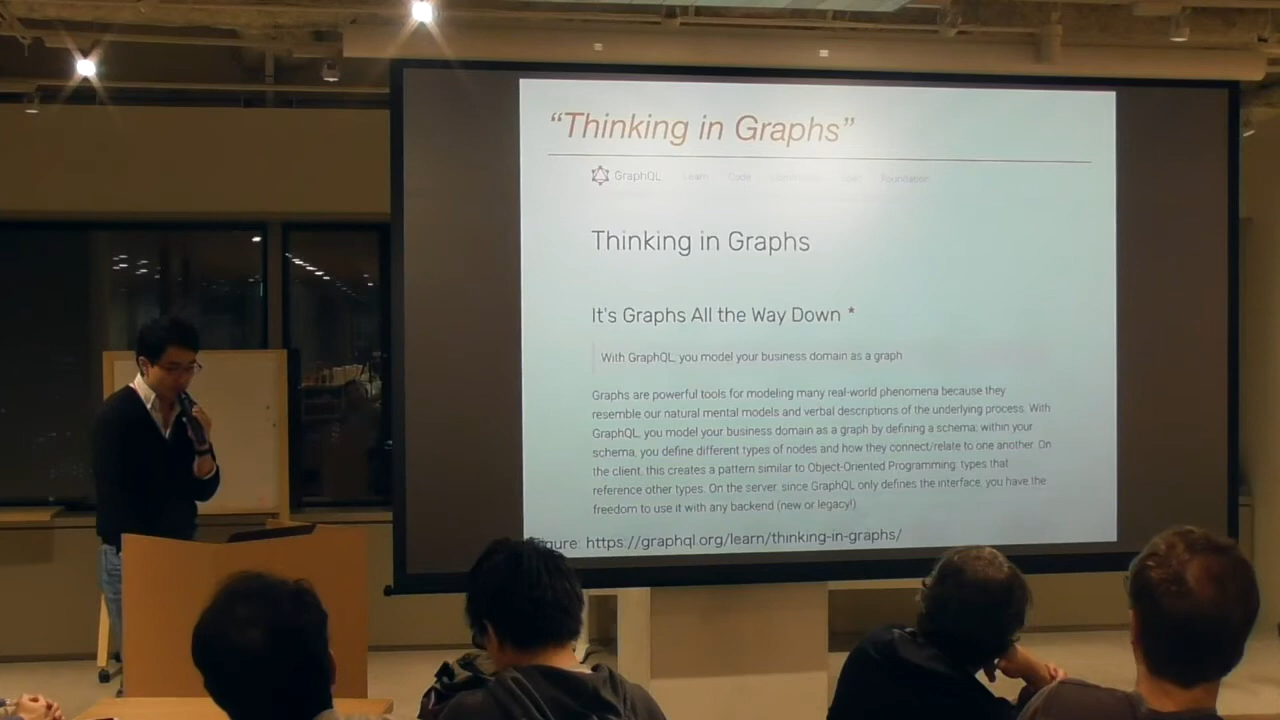 “Thinking in Graphs”
GraphQL Learn Code Spec Foundation
Thinking in Graphs
It's Graphs All the Way Down *
With GraphQL, you model your business domain as a graph
Graphs are powerful tools for modeling many real-world phenomena because they
resemble our natural mental models and verbal descriptions of the underlying process. With
GraphQL, you model your business domain as a graph by defining a schema; within your
schema, you define different types of nodes and how they connect/relate to one another. On
the client, this creates a pattern similar to Object-Oriented Programming: types that
reference other types. On the server, since GraphQL only defines the interface, you have the
freedom to use it with any backend (new or legacy!)
https://graphql.org/learn/thinking-in-graphs/